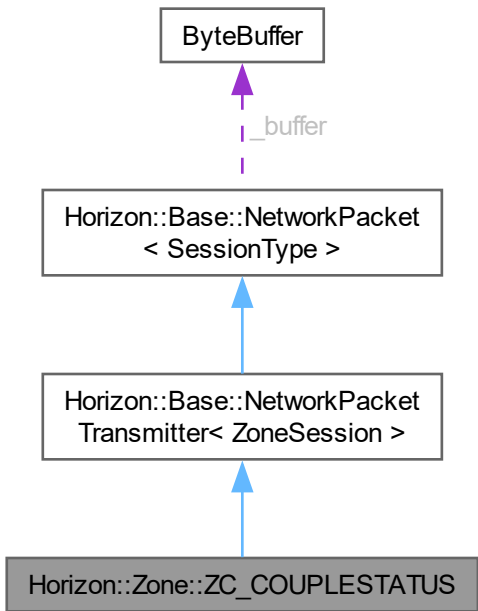 ByteBuffer
_buffer
Horizon::Base::NetworkPacket
< SessionType >
Horizon::Base::NetworkPacket
Transmitter< ZoneSession >
Horizon::Zone::ZC_COUPLESTATUS